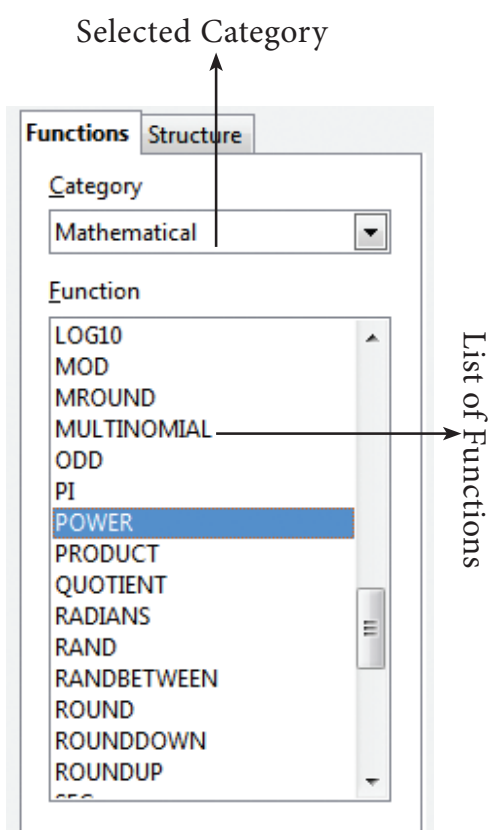 Selected Category
Functions Structure
Category
Mathematical
Function
LOG10
MOD
MROUND
MULTINOMIAL
ODD
PI
POWER
PRODUCT
QUOTIENT
RADIANS
RAND
RANDBETWEEN
ROUND
ROUNDDOWN
ROUNDUP
List of Functions